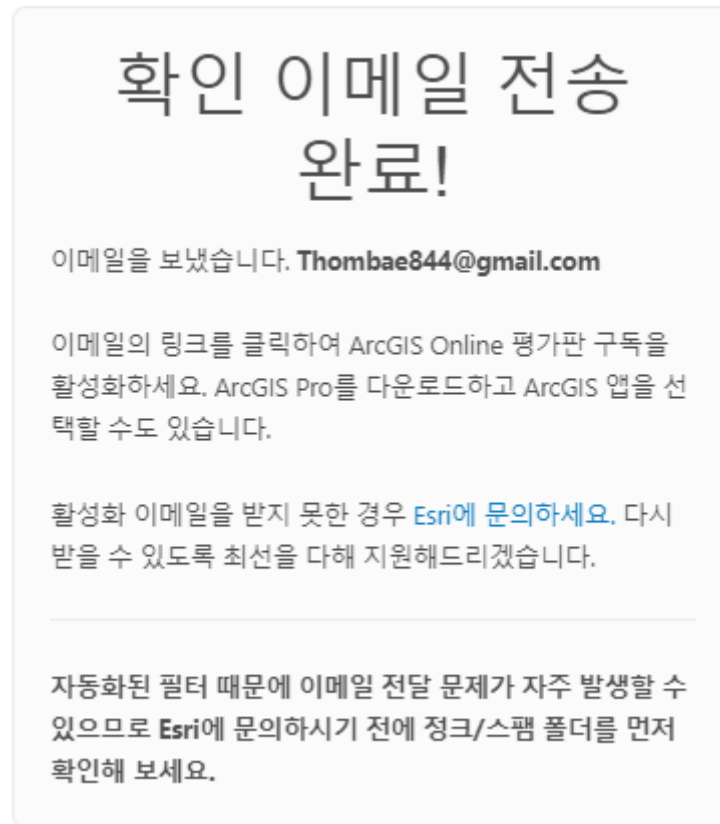 확인 이메일 전송
완료!
이메일을 보냈습니다. Thombae844@gmail.com
이메일의 링크를 클릭하여 ArcGIS Online 평가판 구독을
활성화하세요. ArcGIS Pro를 다운로드하고 ArcGIS 앱을 선
택할 수도 있습니다.
활성화 이메일을 받지 못한 경우 Esri에 문의하세요. 다시
받을 수 있도록 최선을 다해 지원해드리겠습니다.
자동화된 필터 때문에 이메일 전달 문제가 자주 발생할 수
있으므로 Esri에 문의하시기 전에 정크/스팸 폴더를 먼저
확인해 보세요.